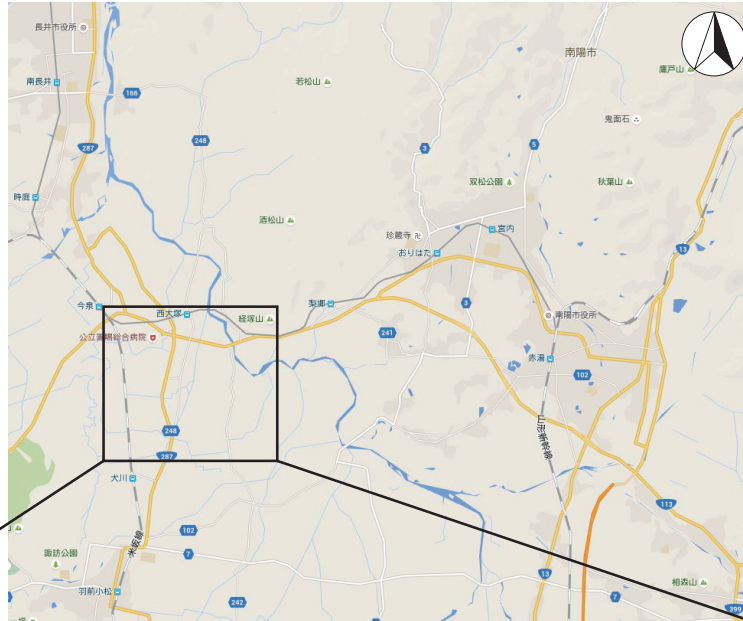 長井市役所
南陽市
南長井
若松山
鷹戸山
166
鬼面石
248
287
3
5
時庭
双松公園
秋葉山
酒松山
珍蔵寺
宮内
おりはた
13
今泉
西大塚
経塚山
梨郷
3
南陽市役所
公立置賜総合病院
241
赤湯
102
248
山形新幹線
287
犬川
113
102
米坂線
諏訪公園
7
13
相森山
羽前小松
7
242
399